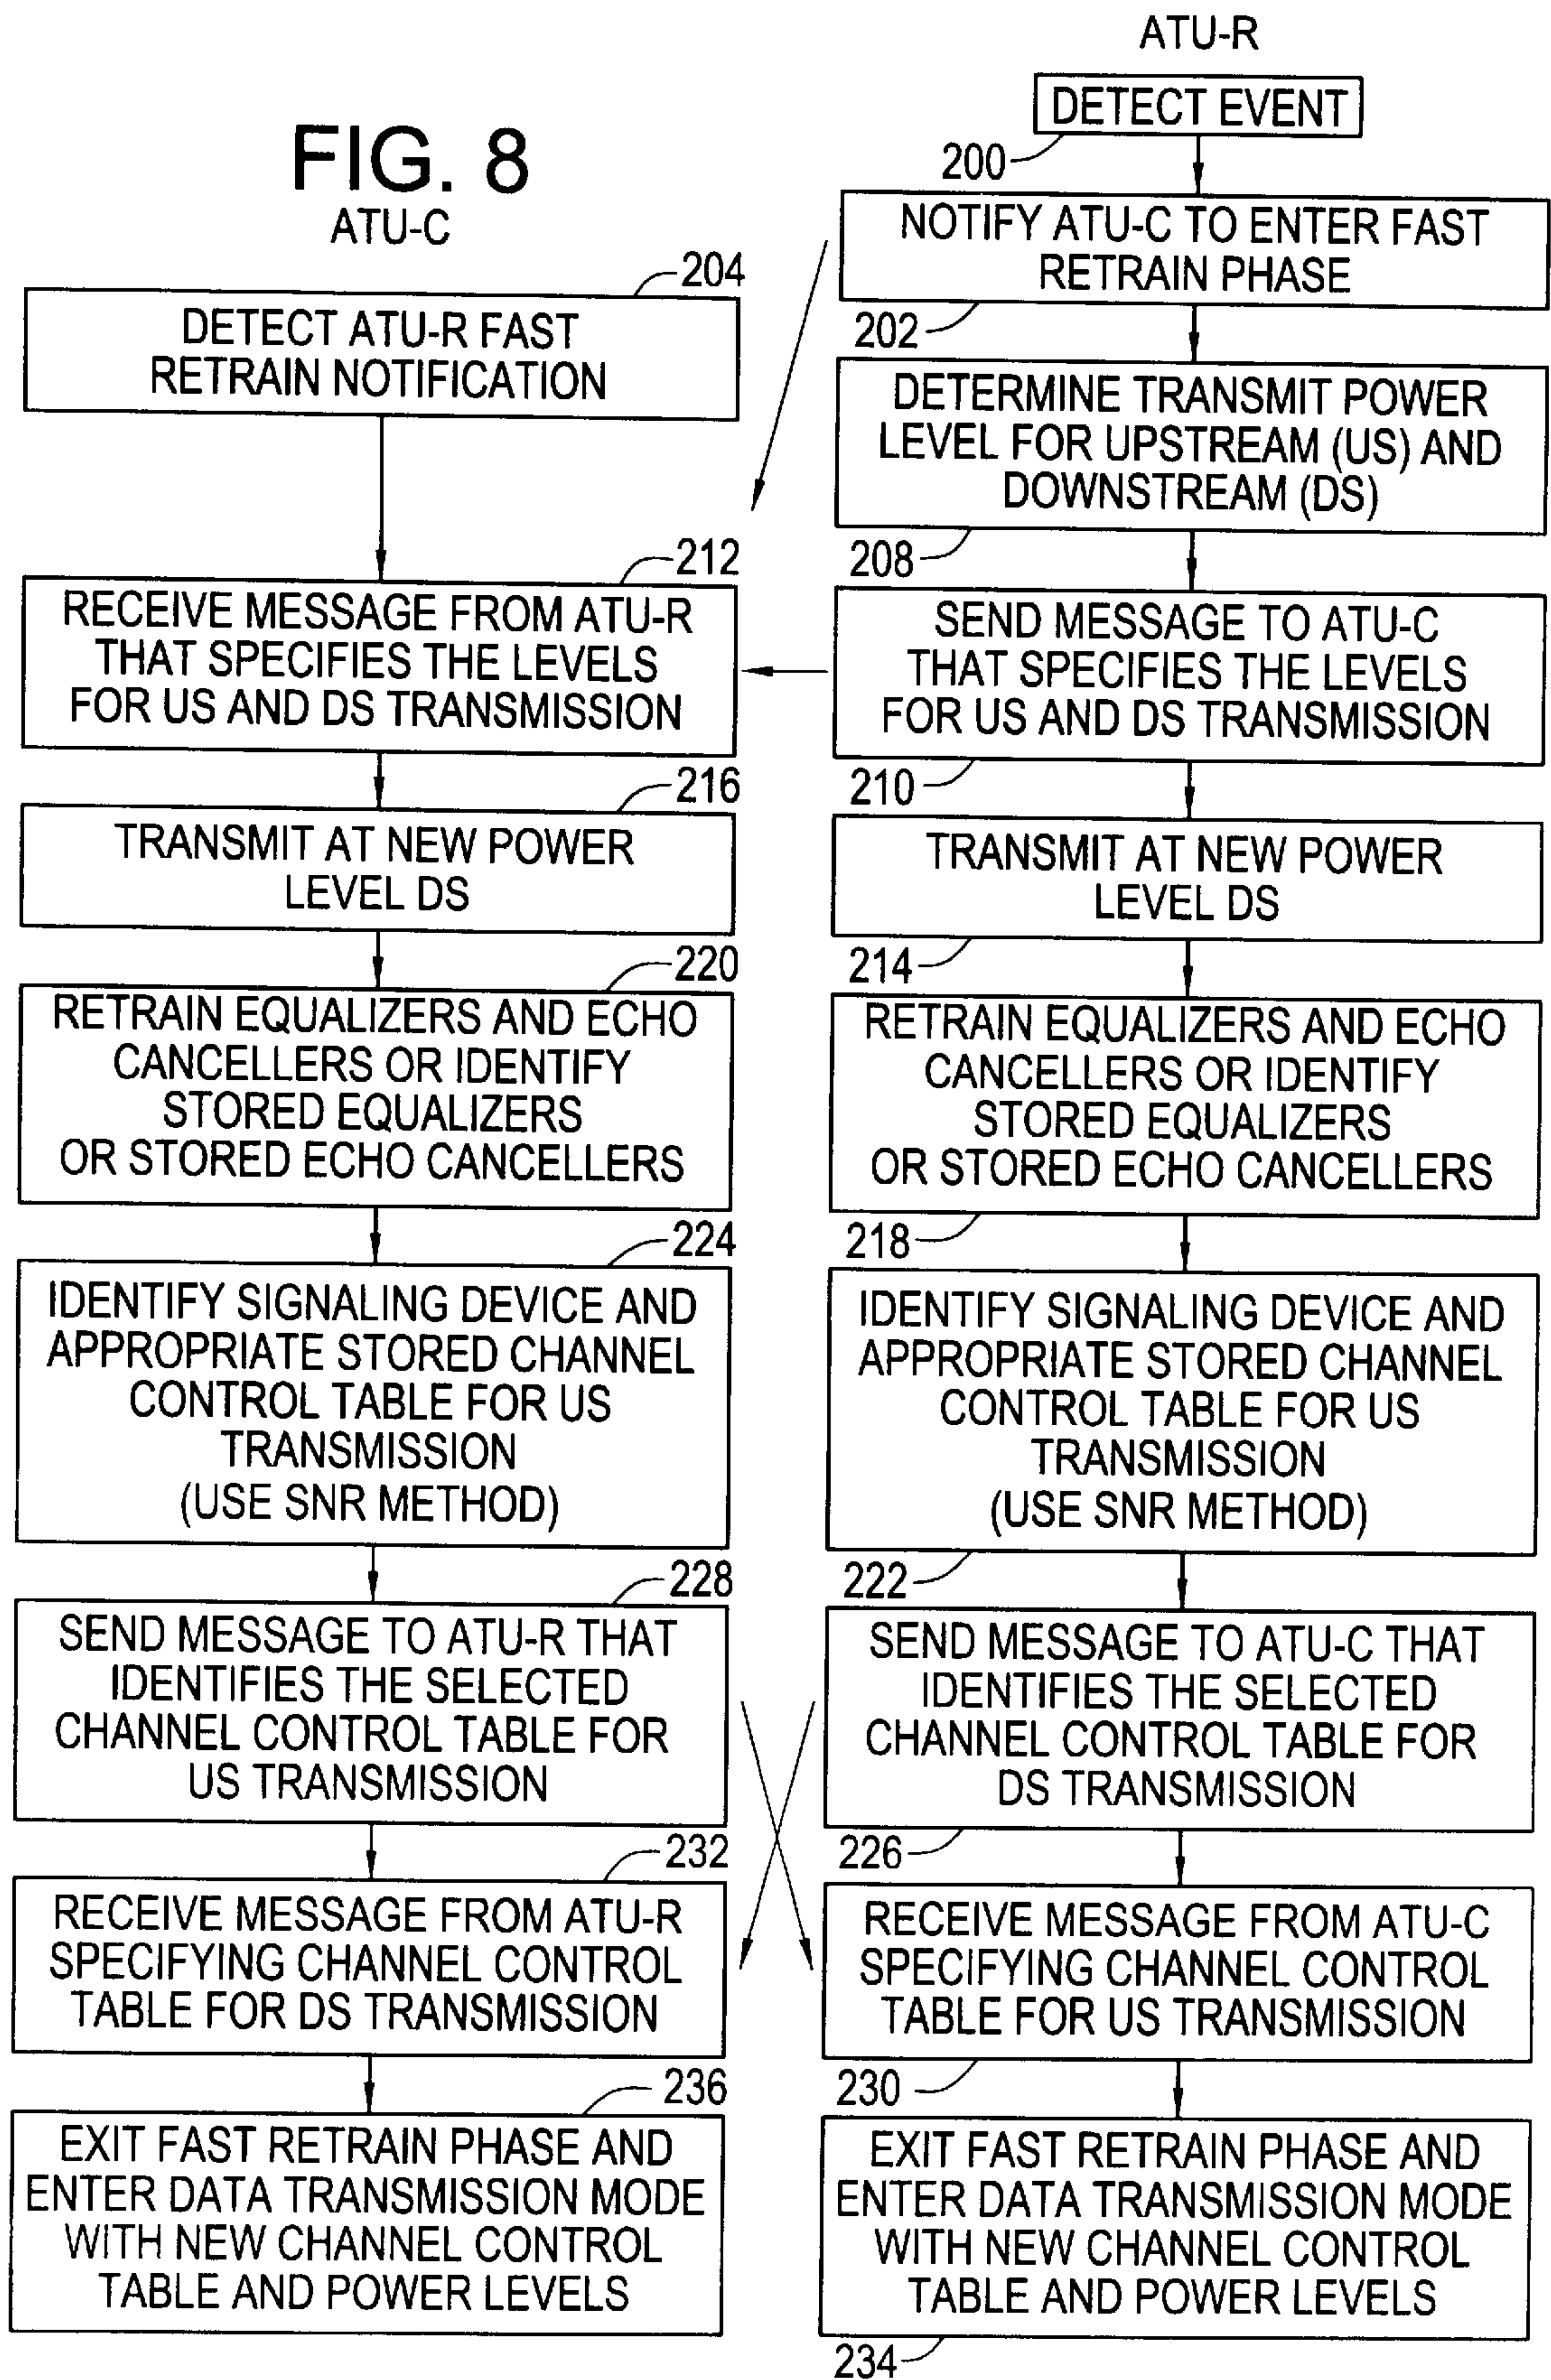 FIG. 8
ATU-C
204
DETECT ATU-R FAST
RETRAIN NOTIFICATION
212
RECEIVE MESSAGE FROM ATU-R
THAT SPECIFIES THE LEVELS
FOR US AND DS TRANSMISSION
216
TRANSMIT AT NEW POWER
LEVEL DS
220
RETRAIN EQUALIZERS AND ECHO
CANCELLERS OR IDENTIFY
STORED EQUALIZERS
OR STORED ECHO CANCELLERS
224
IDENTIFY SIGNALING DEVICE AND
APPROPRIATE STORED CHANNEL
CONTROL TABLE FOR US
TRANSMISSION
(USE SNR METHOD)
228
SEND MESSAGE TO ATU-R THAT
IDENTIFIES THE SELECTED
CHANNEL CONTROL TABLE FOR
US TRANSMISSION
232
RECEIVE MESSAGE FROM ATU-R
SPECIFYING CHANNEL CONTROL
TABLE FOR DS TRANSMISSION
236
EXIT FAST RETRAIN PHASE AND
ENTER DATA TRANSMISSION MODE
WITH NEW CHANNEL CONTROL
TABLE AND POWER LEVELS
ATU-R
DETECT EVENT
200
NOTIFY ATU-C TO ENTER FAST
RETRAIN PHASE
202
DETERMINE TRANSMIT POWER
LEVEL FOR UPSTREAM (US) AND
DOWNSTREAM (DS)
208
SEND MESSAGE TO ATU-C
THAT SPECIFIES THE LEVELS
FOR US AND DS TRANSMISSION
210
TRANSMIT AT NEW POWER
LEVEL DS
214
RETRAIN EQUALIZERS AND ECHO
CANCELLERS OR IDENTIFY
STORED EQUALIZERS
OR STORED ECHO CANCELLERS
218
IDENTIFY SIGNALING DEVICE AND
APPROPRIATE STORED CHANNEL
CONTROL TABLE FOR US
TRANSMISSION
(USE SNR METHOD)
222
SEND MESSAGE TO ATU-C THAT
IDENTIFIES THE SELECTED
CHANNEL CONTROL TABLE FOR
DS TRANSMISSION
226
RECEIVE MESSAGE FROM ATU-C
SPECIFYING CHANNEL CONTROL
TABLE FOR US TRANSMISSION
230
EXIT FAST RETRAIN PHASE AND
ENTER DATA TRANSMISSION MODE
WITH NEW CHANNEL CONTROL
TABLE AND POWER LEVELS
234